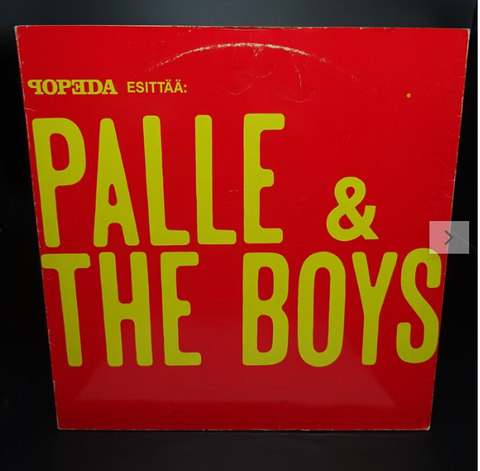 POPEDA ESITTÄÄ:
PALLE &
THE BOYS